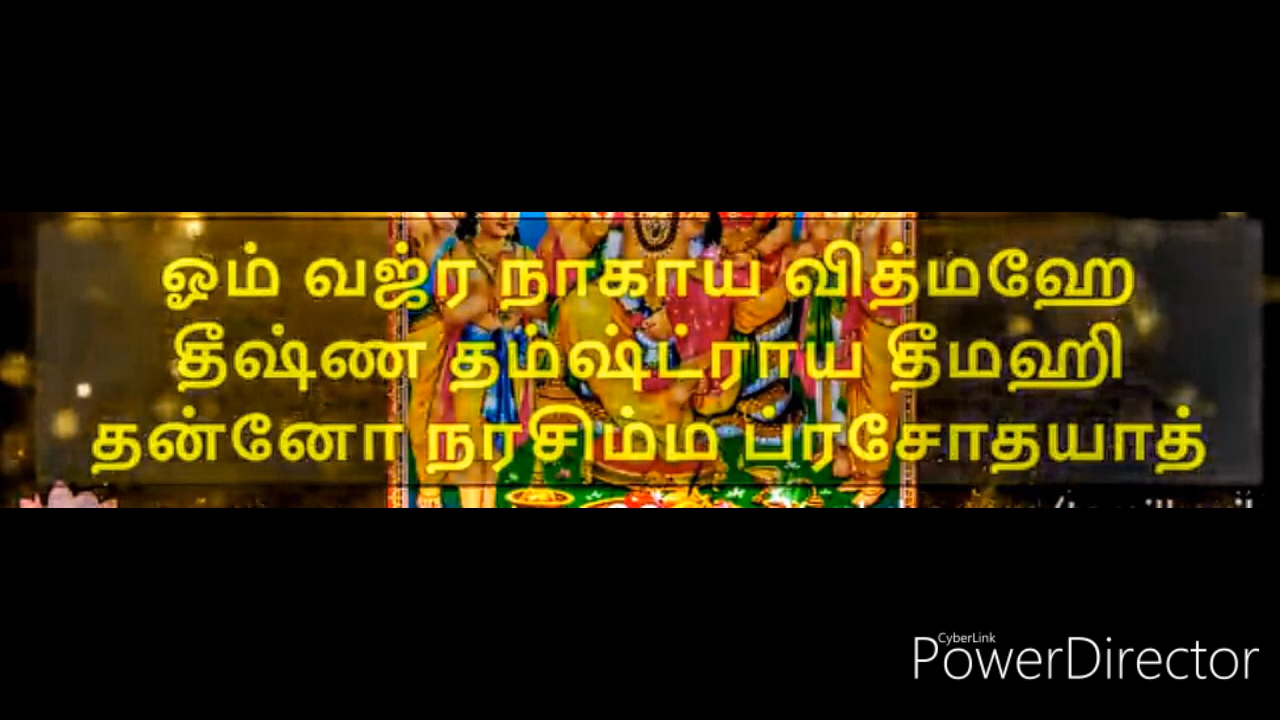 ஓம் வஜ்ர நாகாய வித்மஹே
தீஷ்ண தம்ஷ்ட்ராய தீமஹி
தன்னோ நரசிம்ம ப்ரசோதயாத்
CyberLink
PowerDirector